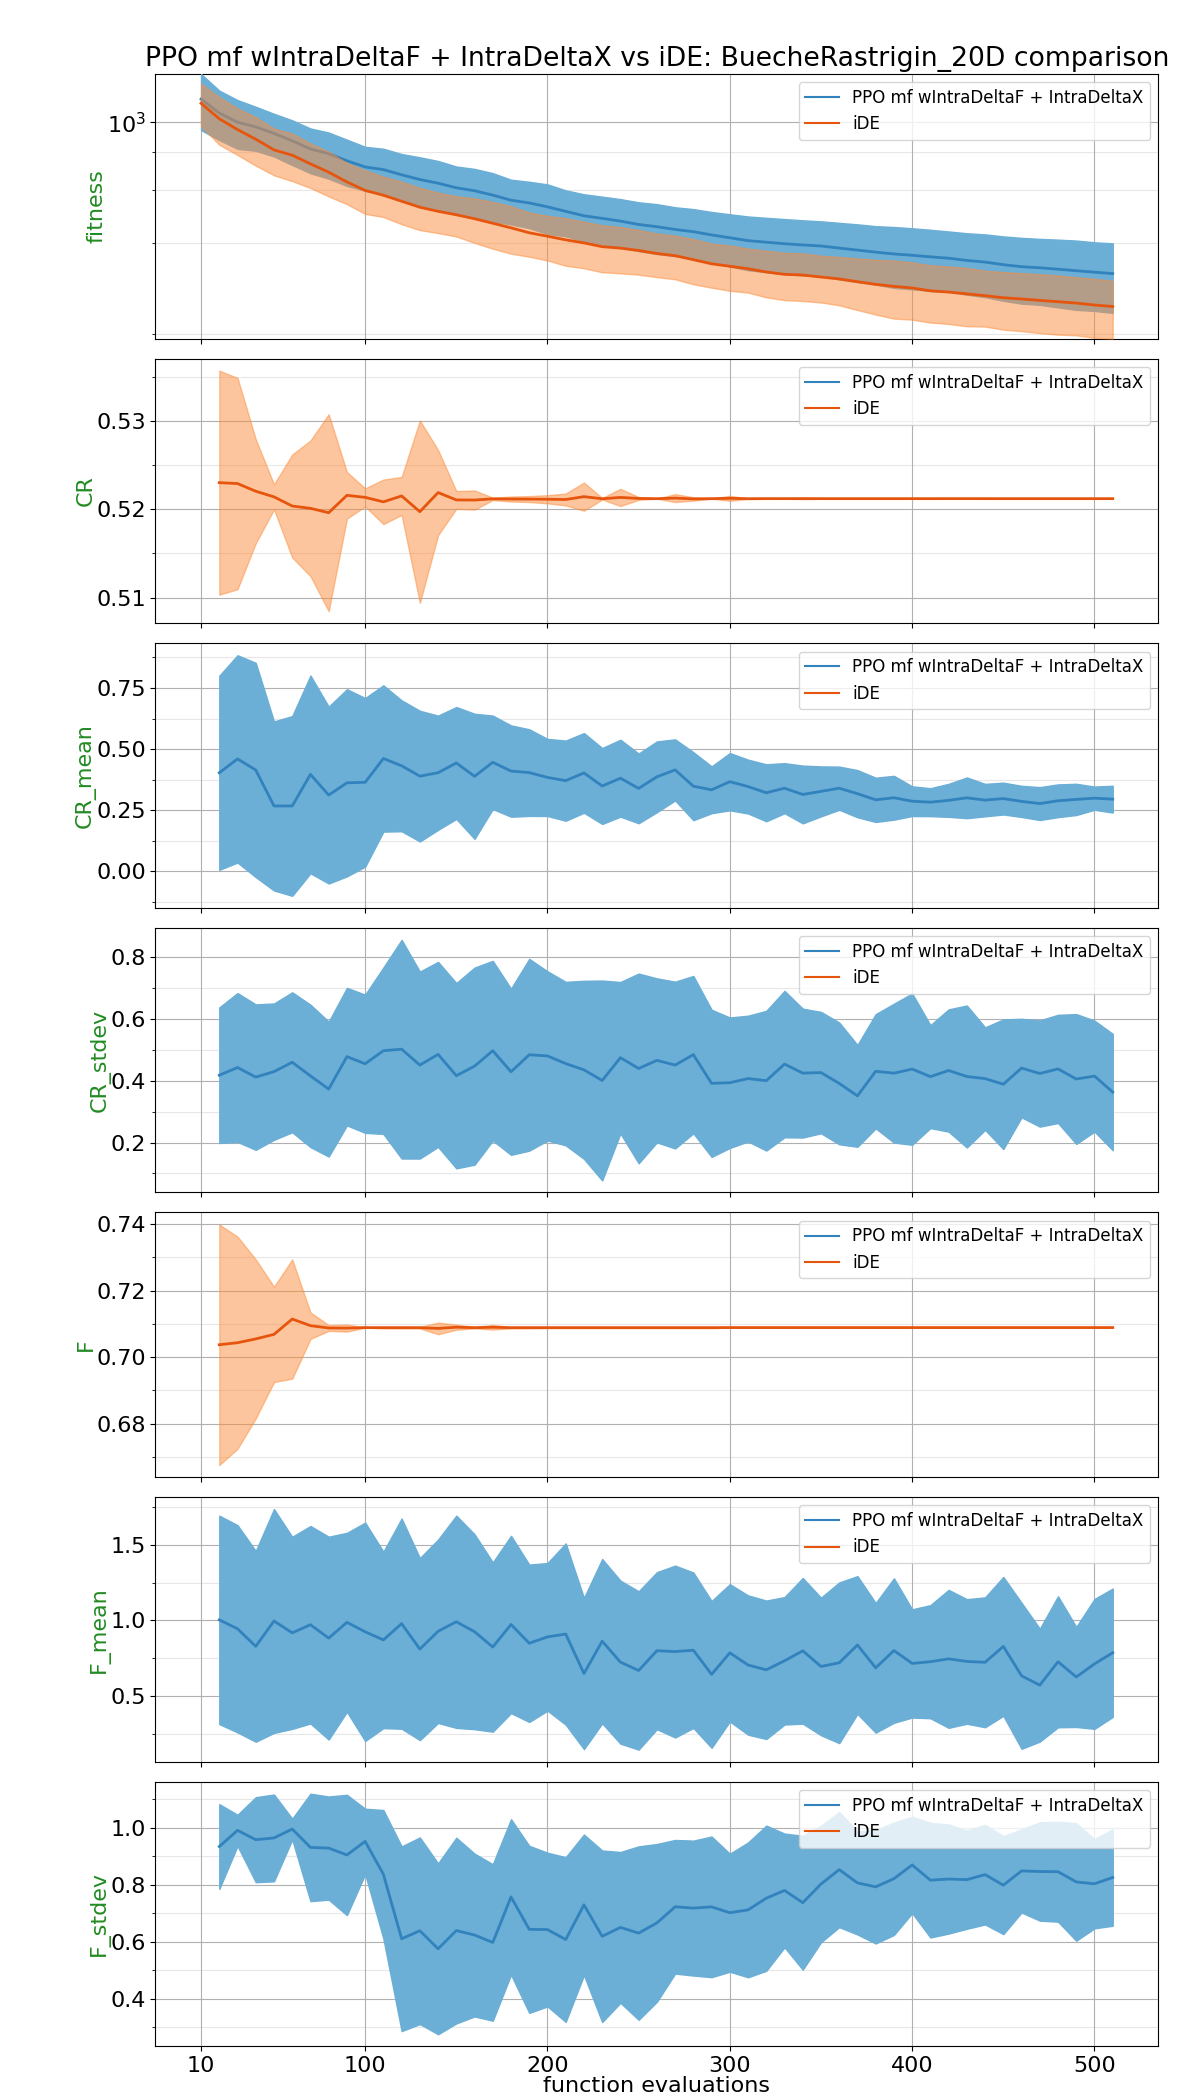 PPO mf wIntraDeltaF + IntraDeltaX vs iDE: BuecheRastrigin_20D comparison
PPO mf wIntraDeltaF + IntraDeltaX
iDE
10³
fitness
PPO mf wIntraDeltaF + IntraDeltaX
iDE
0.53
0.52
0.51
CR
PPO mf wIntraDeltaF + IntraDeltaX
iDE
0.75
0.50
0.25
0.00
CR_mean
PPO mf wIntraDeltaF + IntraDeltaX
iDE
0.8
0.6
0.4
0.2
CR_stdev
PPO mf wIntraDeltaF + IntraDeltaX
iDE
0.74
0.72
0.70
0.68
F
PPO mf wIntraDeltaF + IntraDeltaX
iDE
1.5
1.0
0.5
F_mean
PPO mf wIntraDeltaF + IntraDeltaX
iDE
1.0
0.8
0.6
0.4
F_stdev
10 100 200 300 400 500
function evaluations